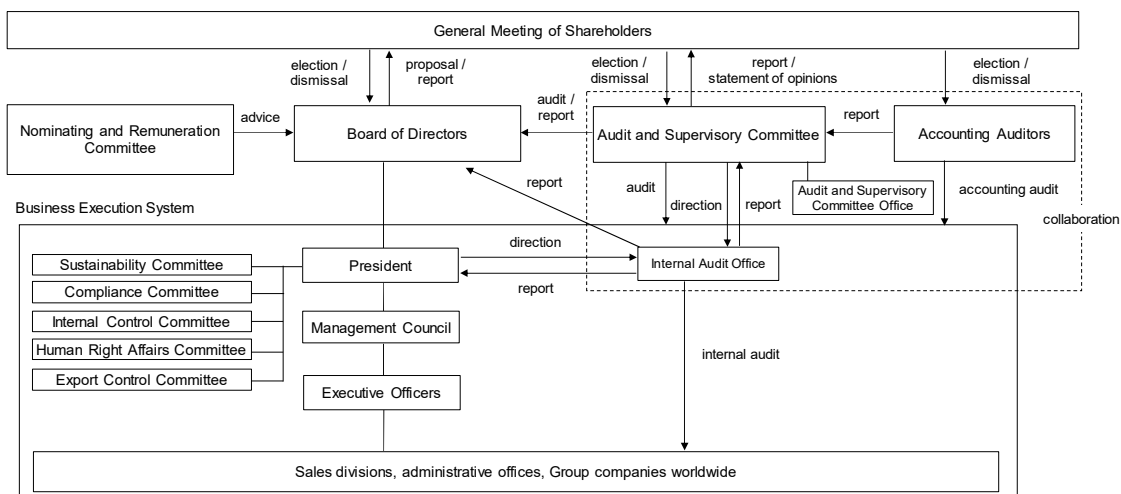 General Meeting of Shareholders
election /
dismissal
proposal /
report
election /
dismissal
report /
statement of opinions
election /
dismissal
Nominating and Remuneration
Committee
advice
Board of Directors
audit /
report
Audit and Supervisory Committee
report
Accounting Auditors
report
audit
direction
report
Audit and Supervisory
Committee Office
accounting audit
collaboration
Business Execution System
Sustainability Committee
Compliance Committee
Internal Control Committee
Human Right Affairs Committee
Export Control Committee
President
direction
report
Internal Audit Office
Management Council
Executive Officers
internal audit
Sales divisions, administrative offices, Group companies worldwide